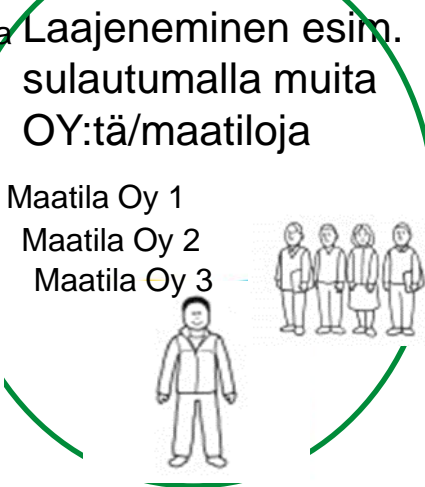 a Laajeneminen esim.
sulautumalla muita
OY:tä/maatiloja
Maatila Oy 1
Maatila Oy 2
Maatila Oy 3